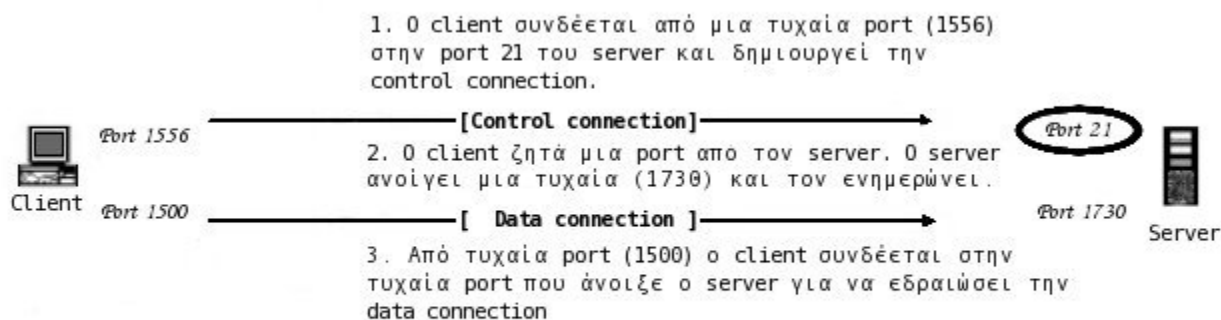 1. Ο client συνδέεται από μια τυχαία port (1556)
στην port 21 του server και δημιουργεί την
control connection.
Port 1556
[Control connection]
Port 21
2. Ο client ζητά μια port από τον server. Ο server
ανοίγει μια τυχαία (1730) και τον ενημερώνει.
Client
Port 1500
[ Data connection ]
Port 1730
Server
3. Από τυχαία port (1500) ο client συνδέεται στην
τυχαία port που άνοιξε ο server για να εδραιώσει την
data connection